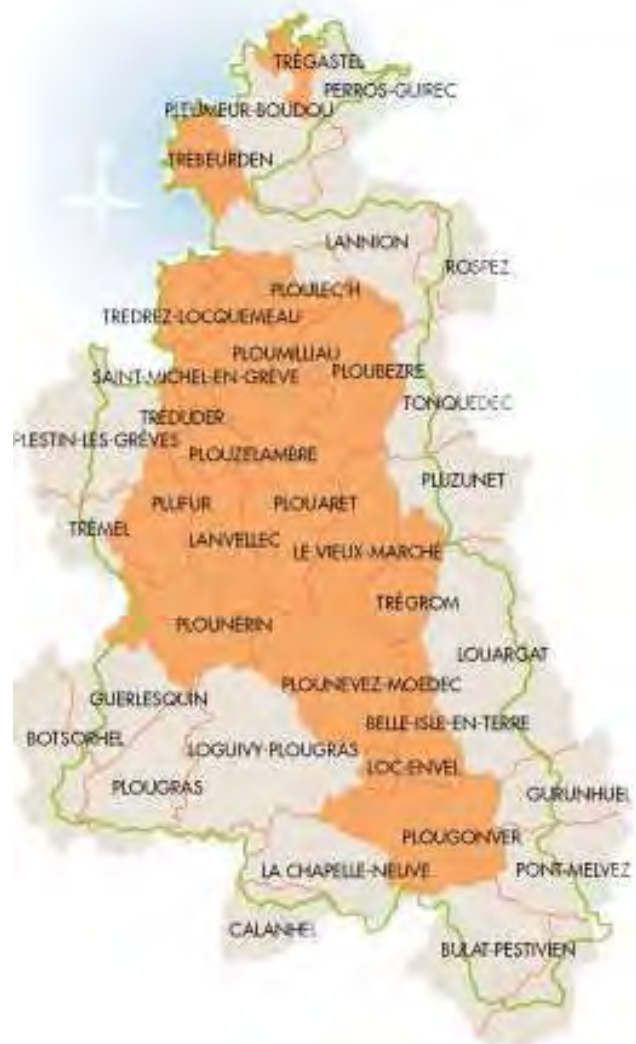 TRÉGASTEL
PERROS-GUIREC
PLEUMEUR-BOUDOU
TREBEURDEN
LANNION
ROSPEZ
PLOULEC'H
TREDREZ-LOCQUEMEAU
PLOUMILLIAU
PLOUBEZRE
SAINT-MICHEL-EN-GRÈVE
TONQUEDEC
TRÉDUDER
PLESTIN-LES-GRÈVES
PLOUZELAMBRE
PLUZUNET
PLUFUR
PLOUARET
TRÉMEL
LANVELLEC
LE VIEUX-MARCHÉ
TRÉGROM
PLOUNÉRIN
LOUARGAT
PLOUNEVEZ-MOEDEC
GUERLESQUIN
BELLE-ISLE-EN-TERRE
BOTSORHEL
LOGUIVY-PLOUGRAS
LOC-ENVEL
PLOUGRAS
GURUNHUEL
PLOUGONVER
LA CHAPELLE-NEUVE
PONT-MELVEZ
CALANHEL
BULAT-PESTIVIEN